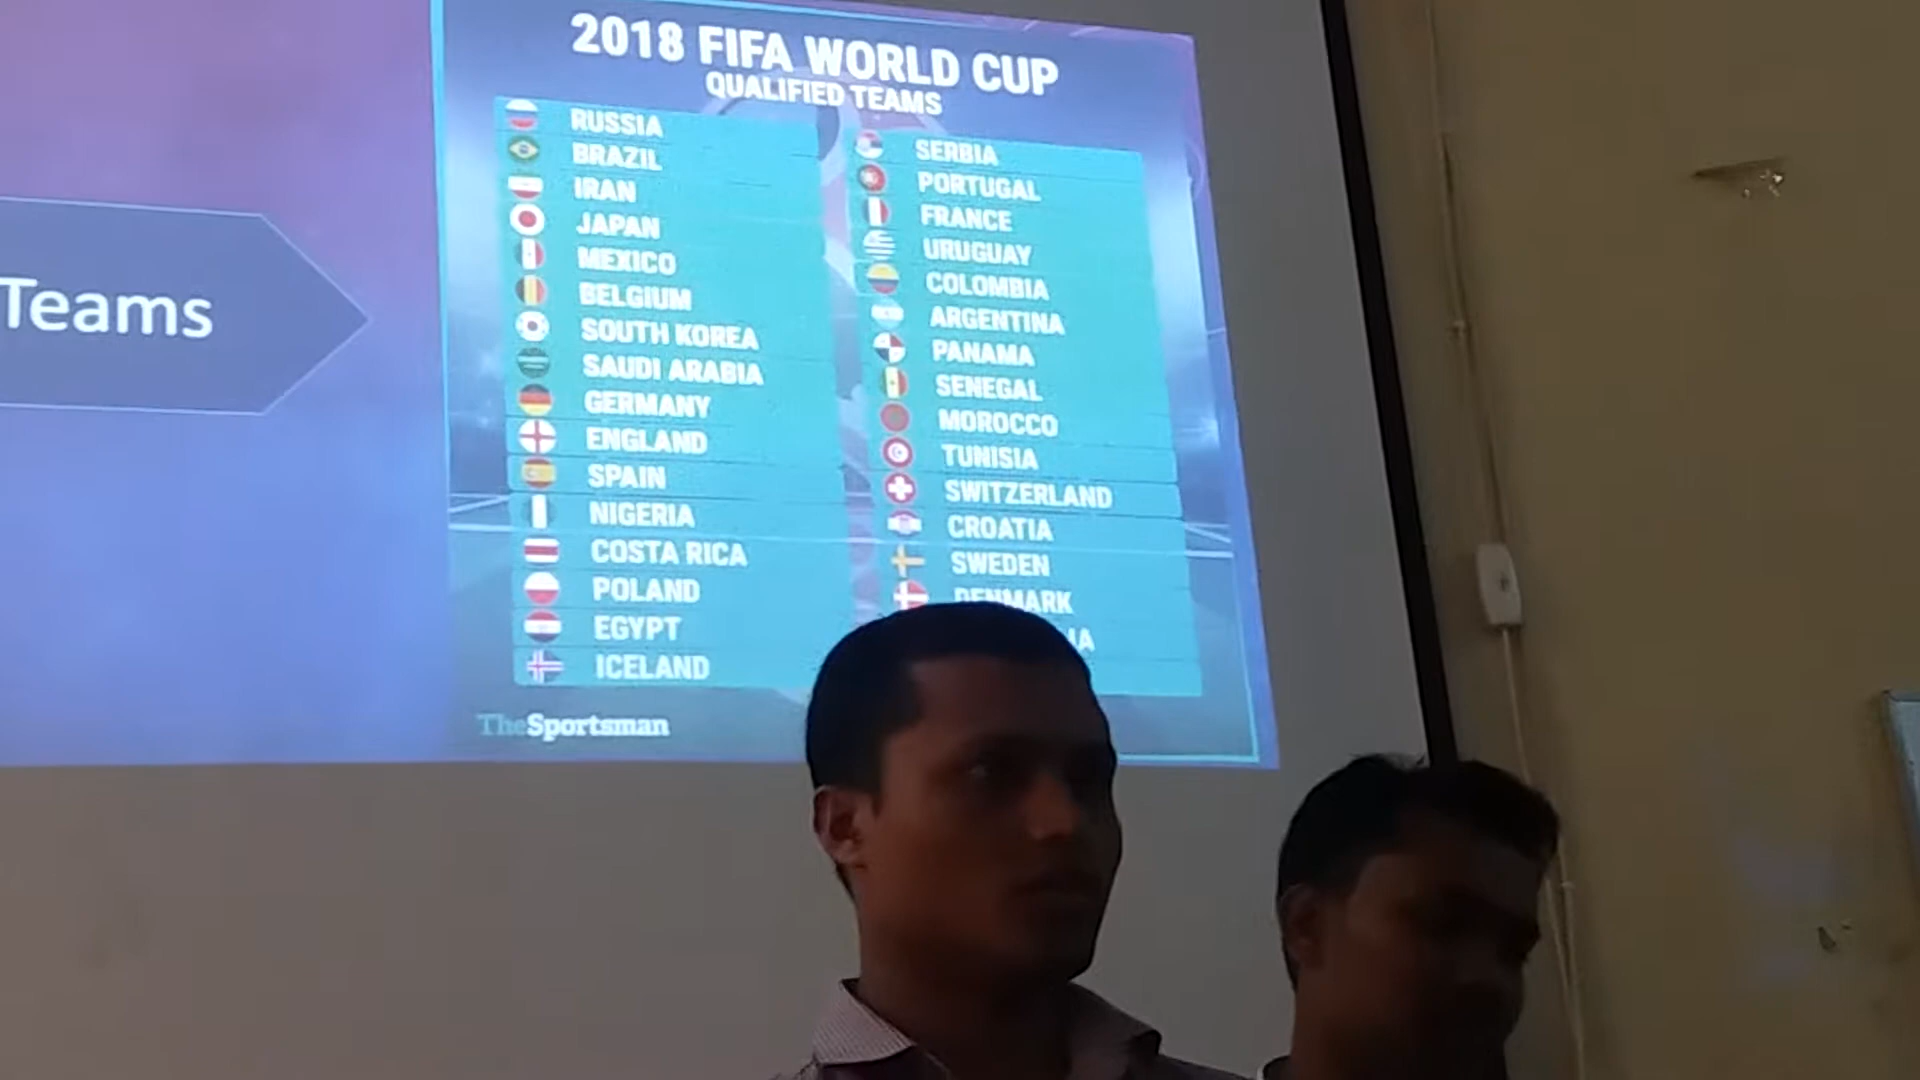 Teams
2018 FIFA WORLD CUP
QUALIFIED TEAMS
RUSSIA
BRAZIL
IRAN
JAPAN
MEXICO
BELGIUM
SOUTH KOREA
SAUDI ARABIA
GERMANY
ENGLAND
SPAIN
NIGERIA
COSTA RICA
POLAND
EGYPT
ICELAND
SERBIA
PORTUGAL
FRANCE
URUGUAY
COLOMBIA
ARGENTINA
PANAMA
SENEGAL
MOROCCO
TUNISIA
SWITZERLAND
CROATIA
SWEDEN
DENMARK
TheSportsman